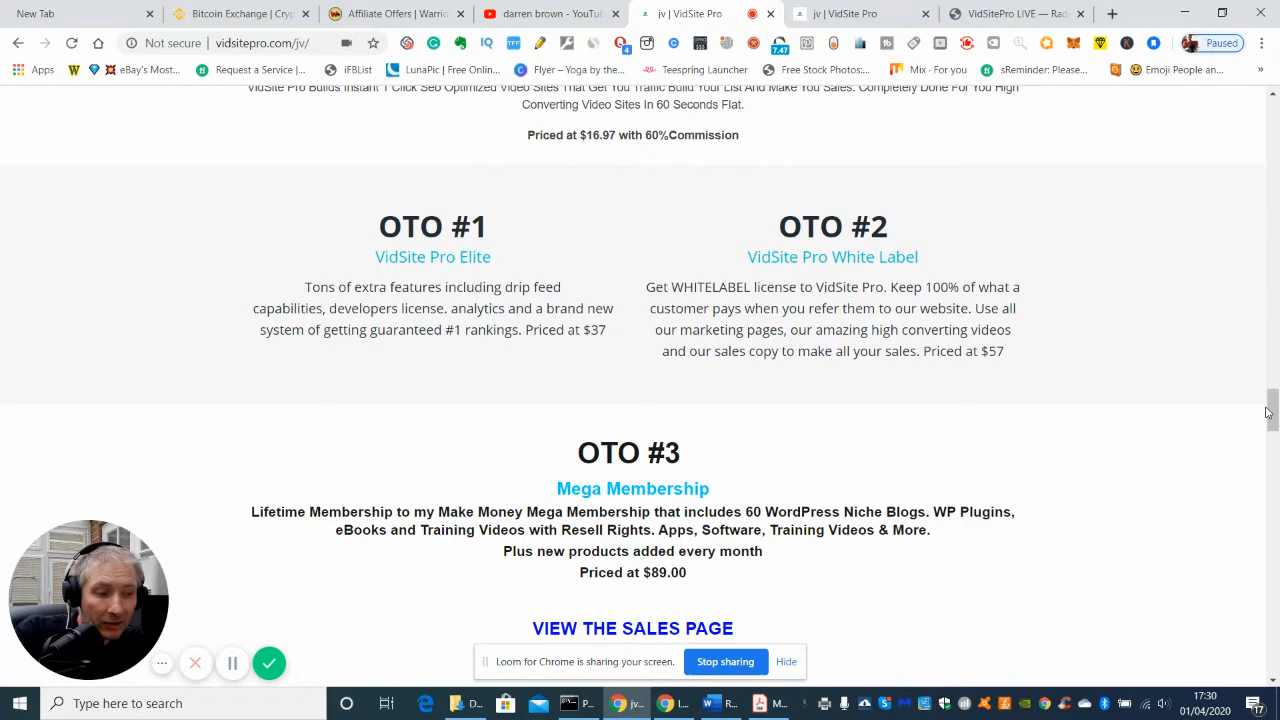 New Tab
Bitcoin Exchange | Cryp
Affiliate Offers | Warrio
darren brown - YouTub
jv | VidSite Pro
jv | VidSite Pro
VidSitePro LIVE — Rad
Not secure | vidsitepro.com/jv/
4
7.47
Paused
Apps
eBay's Most...
Request a Service |...
iFBList
LunaPic | Free Onlin...
Flyer – Yoga by the...
Teespring Launcher
Free Stock Photos:...
Mix · For you
sReminder: Please...
Emoji People an...
»
VidSite Pro Builds Instant 1 Click Seo Optimized Video Sites That Get You Traffic Build Your List And Make You Sales. Completely Done For You High
Converting Video Sites In 60 Seconds Flat.
Priced at $16.97 with 60%Commission
OTO #1
VidSite Pro Elite
Tons of extra features including drip feed
capabilities, developers license. analytics and a brand new
system of getting guaranteed #1 rankings. Priced at $37
OTO #2
VidSite Pro White Label
Get WHITELABEL license to VidSite Pro. Keep 100% of what a
customer pays when you refer them to our website. Use all
our marketing pages, our amazing high converting videos
and our sales copy to make all your sales. Priced at $57
OTO #3
Mega Membership
Lifetime Membership to my Make Money Mega Membership that includes 60 WordPress Niche Blogs. WP Plugins,
eBooks and Training Videos with Resell Rights. Apps, Software, Training Videos & More.
Plus new products added every month
Priced at $89.00
VIEW THE SALES PAGE
Loom for Chrome is sharing your screen.
Stop sharing
Hide
Type here to search
D...
P...
jv...
L...
R...
M...
17:30
01/04/2020
17